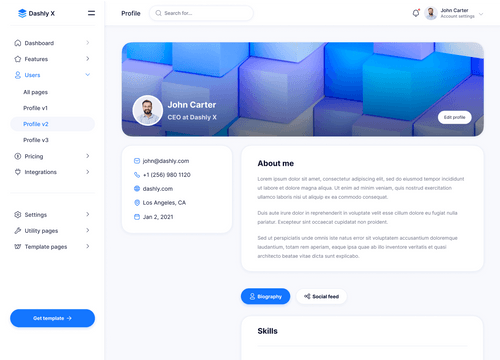 Dashly X
Profile
Search for...
John Carter
Account settings
Dashboard
Features
Users
All pages
Profile v1
Profile v2
Profile v3
Pricing
Integrations
Settings
Utility pages
Template pages
Get template
John Carter
CEO at Dashly X
Edit profile
john@dashly.com
+1 (256) 980 1120
dashly.com
Los Angeles, CA
Jan 2, 2021
About me
Lorem ipsum dolor sit amet, consectetur adipiscing elit, sed do eiusmod tempor incididunt
ut labore et dolore magna aliqua. Ut enim ad minim veniam, quis nostrud exercitation
ullamco laboris nisi ut aliquip ex ea commodo consequat.
Duis aute irure dolor in reprehenderit in voluptate velit esse cillum dolore eu fugiat nulla
pariatur. Excepteur sint occaecat cupidatat non proident.
Sed ut perspiciatis unde omnis iste natus error sit voluptatem accusantium doloremque
laudantium, totam rem aperiam, eaque ipsa quae ab illo inventore veritatis et quasi
architecto beatae vitae dicta sunt explicabo.
Biography
Social feed
Skills